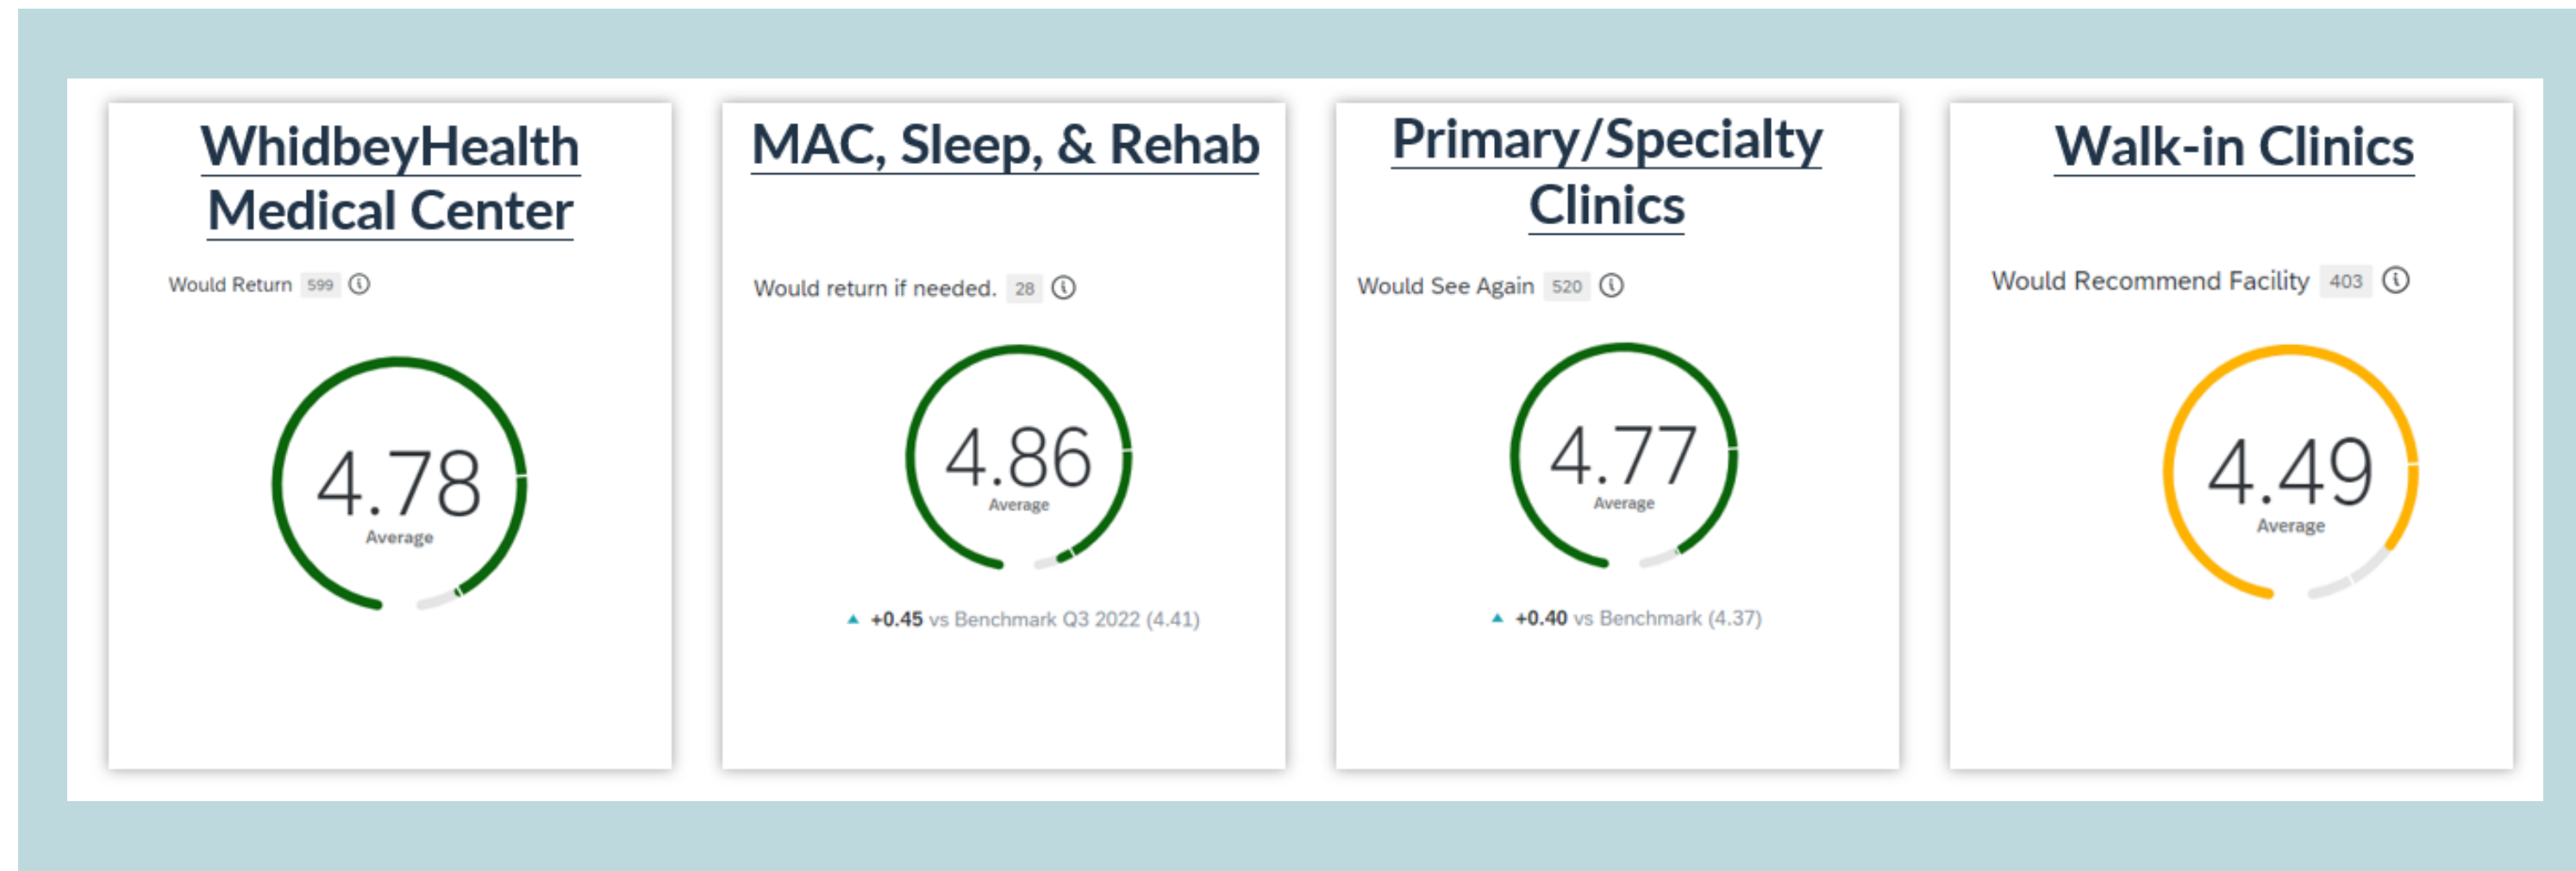 WhidbeyHealth
Medical Center
Would Return 599
4.78
Average
MAC, Sleep, & Rehab
Would return if needed. 28
4.86
Average
+0.45 vs Benchmark Q3 2022 (4.41)
Primary/Specialty
Clinics
Would See Again 520
4.77
Average
+0.40 vs Benchmark (4.37)
Walk-in Clinics
Would Recommend Facility 403
4.49
Average